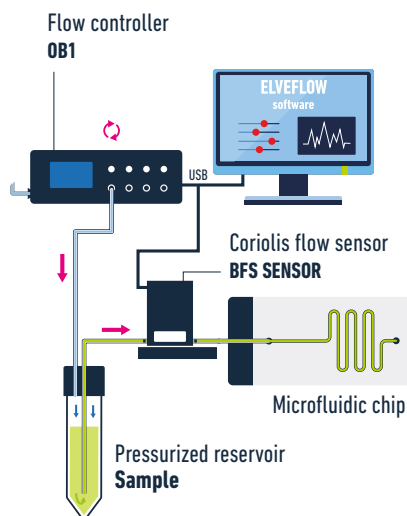 Flow controller
OB1
ELVEFLOW
software
USB
Coriolis flow sensor
BFS SENSOR
Microfluidic chip
Pressurized reservoir
Sample